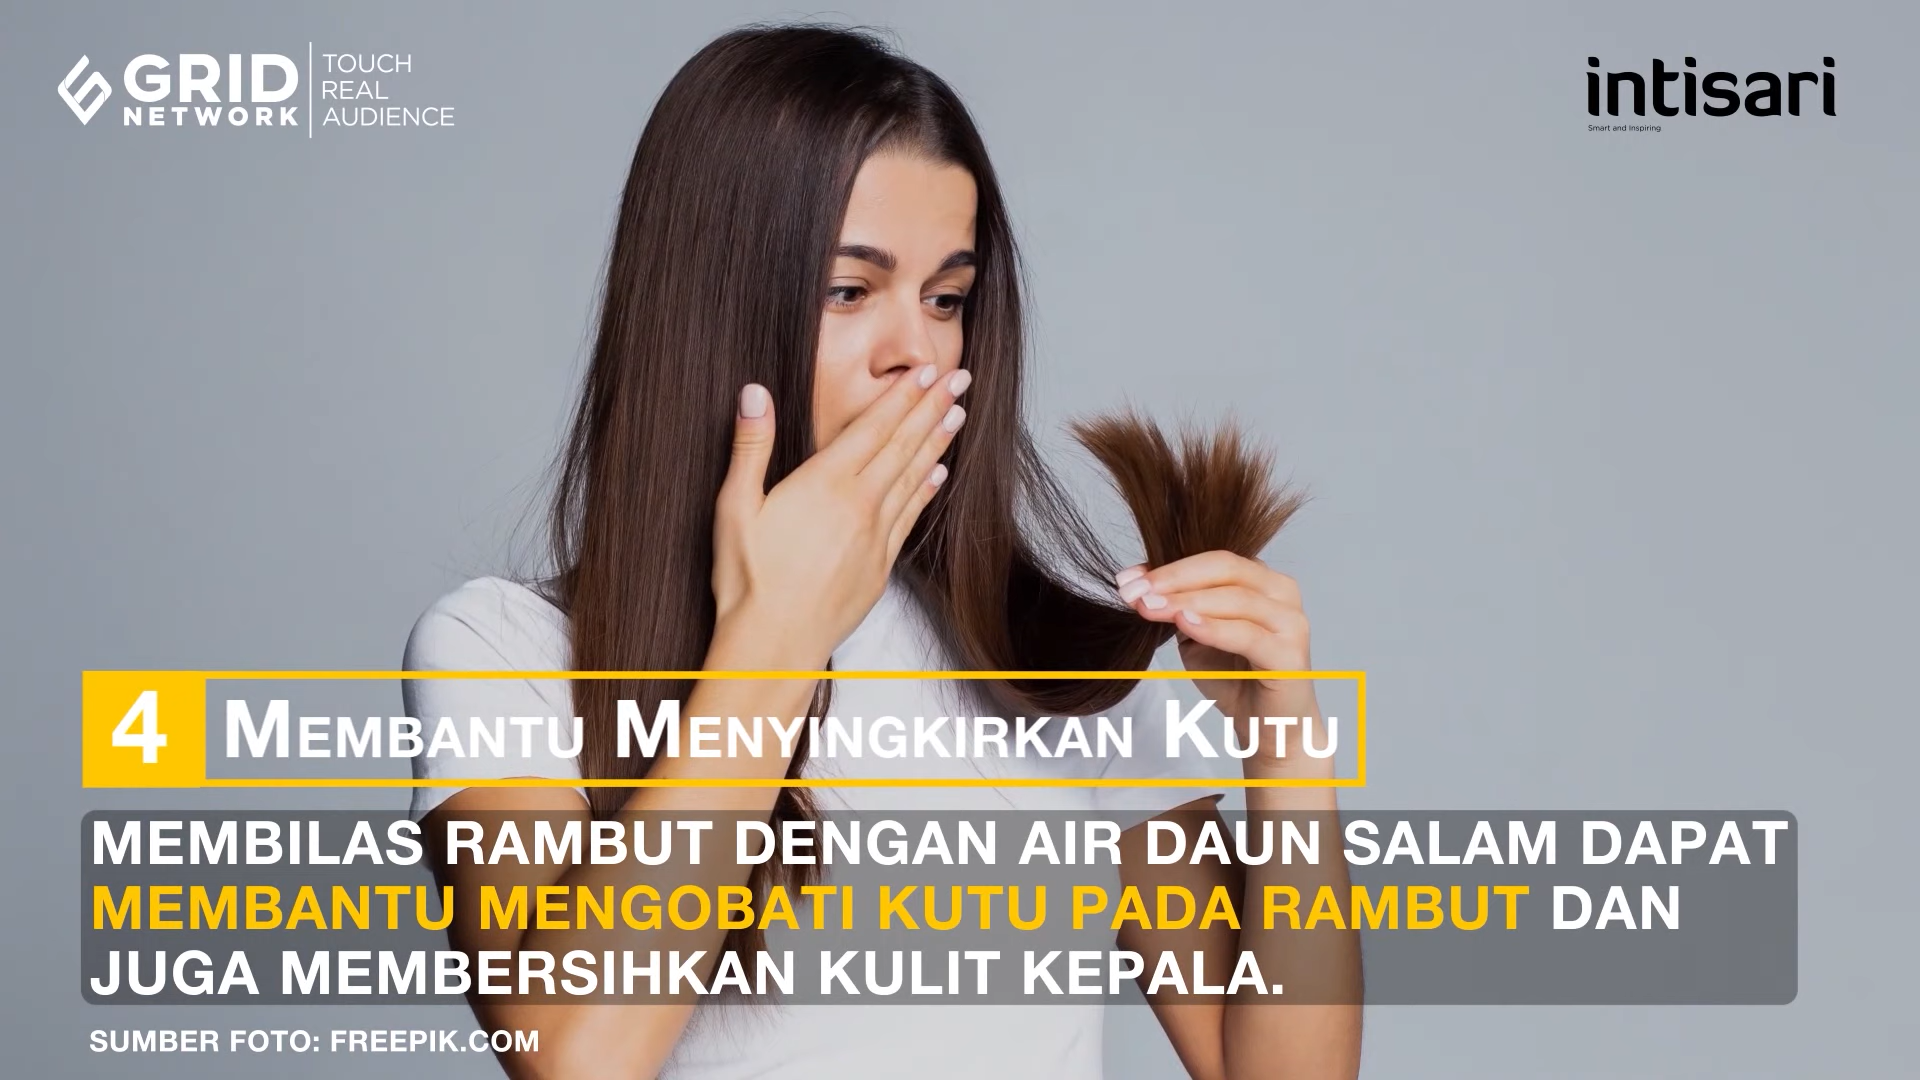 GRID
NETWORK
TOUCH
REAL
AUDIENCE
intisari
Smart and Inspiring
4 Membantu Menyingkirkan Kutu
MEMBILAS RAMBUT DENGAN AIR DAUN SALAM DAPAT
MEMBANTU MENGOBATI KUTU PADA RAMBUT DAN
JUGA MEMBERSIHKAN KULIT KEPALA.
SUMBER FOTO: FREEPIK.COM